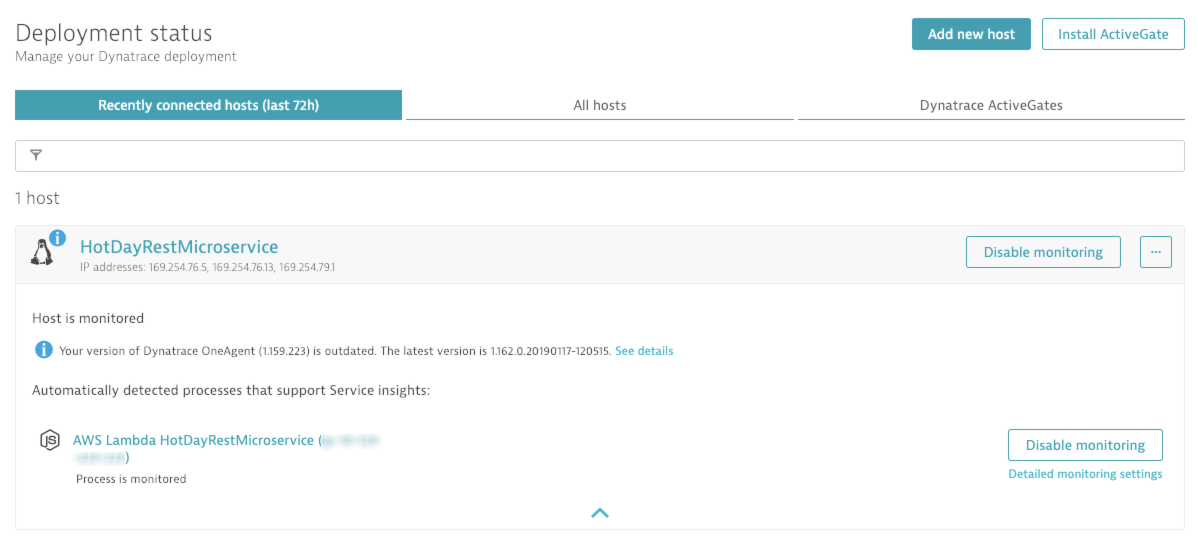 Deployment status
Manage your Dynatrace deployment
Add new host
Install ActiveGate
Recently connected hosts (last 72h)
All hosts
Dynatrace ActiveGates
1 host
HotDayRestMicroservice
IP addresses: 169.254.76.5, 169.254.76.13, 169.254.79.1
Disable monitoring
...
Host is monitored
Your version of Dynatrace OneAgent (1.159.223) is outdated. The latest version is 1.162.0.20190117-120515. See details
Automatically detected processes that support Service insights:
JS
AWS Lambda HotDayRestMicroservice (
)
Process is monitored
Disable monitoring
Detailed monitoring settings